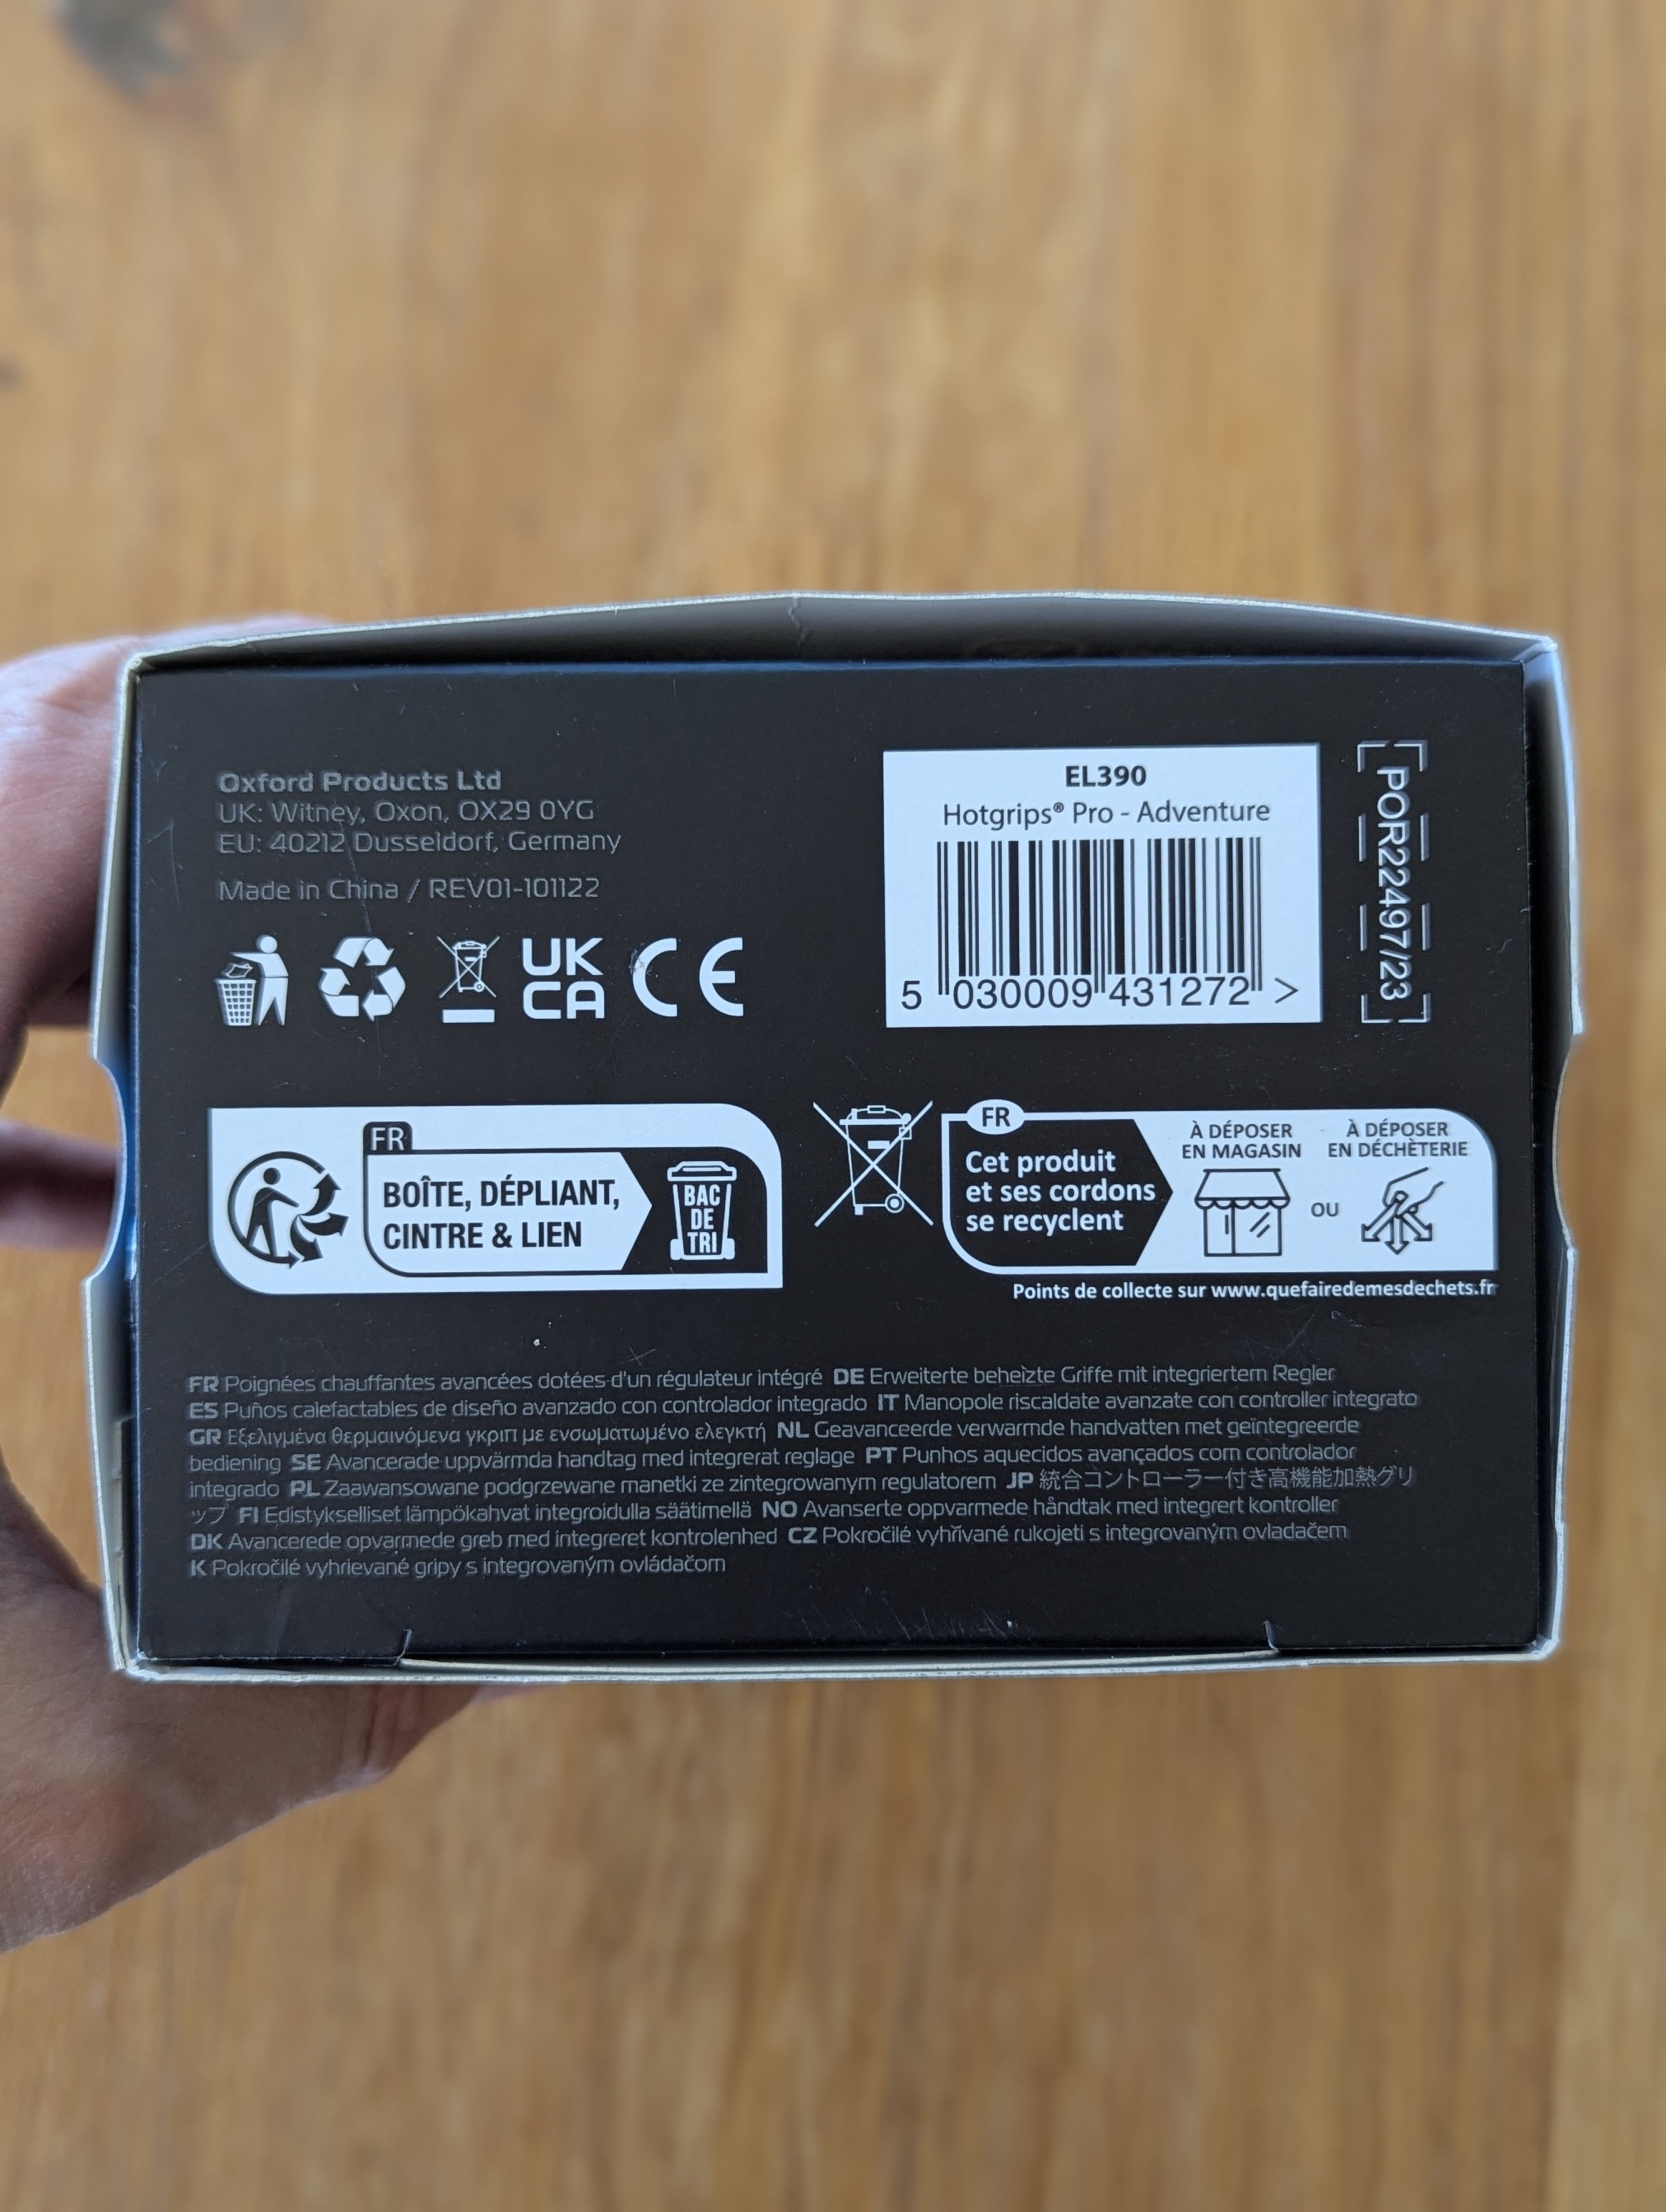 Oxford Products Ltd
UK: Witney, Oxon, OX29 0YG
EU: 40212 Dusseldorf, Germany
Made in China / REV01-101122
UK
CA
CE
EL390
Hotgrips® Pro - Adventure
5 030009 431272 >
POR22497/23
FR
BOÎTE, DÉPLIANT,
CINTRE & LIEN
BAC
DE
TRI
FR
Cet produit
et ses cordons
se recyclent
À DÉPOSER
EN MAGASIN
OU
À DÉPOSER
EN DÉCHÈTERIE
Points de collecte sur www.quefairedemesdechets.fr
FR Poignées chauffantes avancées dotées d'un régulateur intégré DE Erweiterte beheizte Griffe mit integriertem Regler
ES Puños calefactables de diseño avanzado con controlador integrado IT Manopole riscaldate avanzate con controller integrato
GR Εξελιγμένα θερμαινόμενα γκριπ με ενσωματωμένο ελεγκτή NL Geavanceerde verwarmde handvatten met geïntegreerde
bediening SE Avancerade uppvärmda handtag med integrerat reglage PT Punhos aquecidos avançados com controlador
integrado PL Zaawansowane podgrzewane manetki ze zintegrowanym regulatorem JP 統合コントローラー付き高機能加熱グリ
ップ FI Edistykselliset lämpökahvat integroidulla säätimellä NO Avanserte oppvarmede håndtak med integrert kontroller
DK Avancerede opvarmede greb med integreret kontrolenhed CZ Pokročilé vyhřívané rukojeti s integrovaným ovladačem
K Pokročilé vyhrievané gripy s integrovaným ovládačom